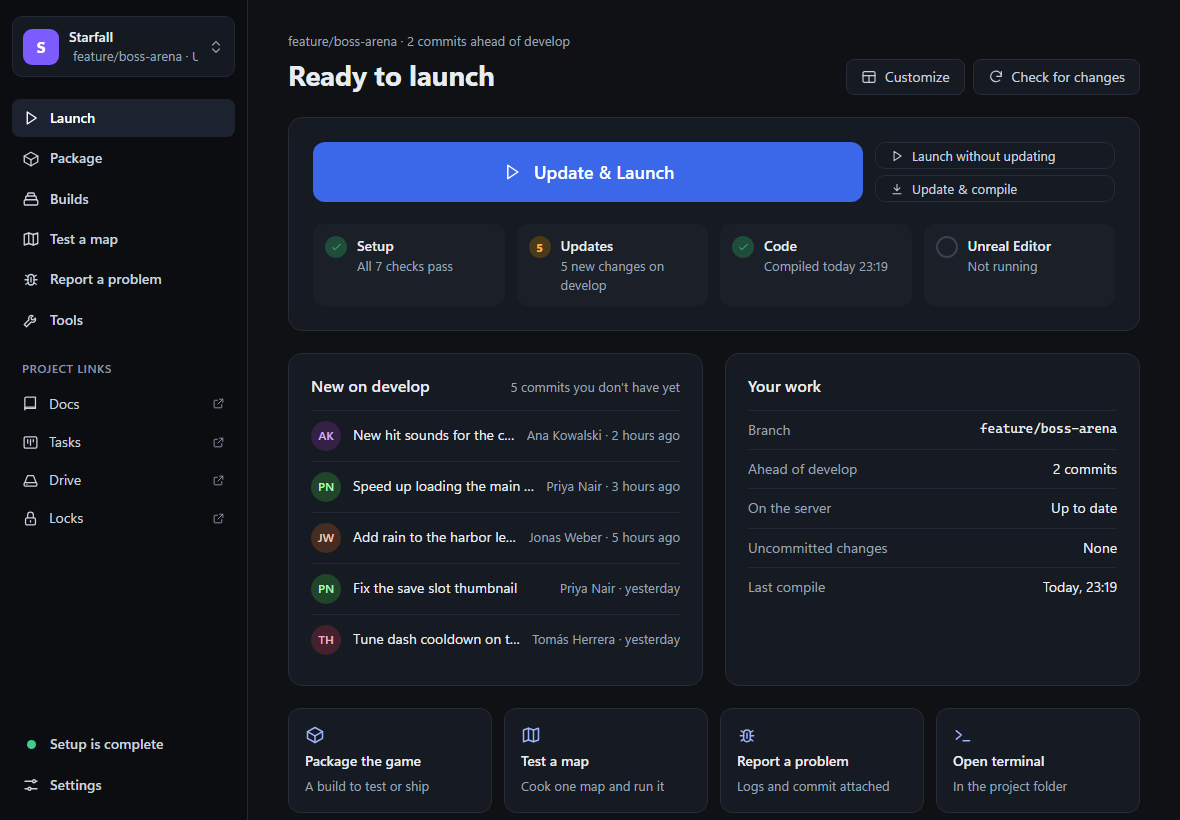 S
Starfall
feature/boss-arena · U
Launch
Package
Builds
Test a map
Report a problem
Tools
PROJECT LINKS
Docs
Tasks
Drive
Locks
Setup is complete
Settings
feature/boss-arena · 2 commits ahead of develop
Ready to launch
Customize
Check for changes
Update & Launch
Launch without updating
Update & compile
Setup
All 7 checks pass
5
Updates
5 new changes on
develop
Code
Compiled today 23:19
Unreal Editor
Not running
New on develop
5 commits you don't have yet
AK New hit sounds for the c... Ana Kowalski · 2 hours ago
PN Speed up loading the main ... Priya Nair · 3 hours ago
JW Add rain to the harbor le... Jonas Weber · 5 hours ago
PN Fix the save slot thumbnail Priya Nair · yesterday
TH Tune dash cooldown on t... Tomás Herrera · yesterday
Your work
Branch feature/boss-arena
Ahead of develop 2 commits
On the server Up to date
Uncommitted changes None
Last compile Today, 23:19
Package the game
A build to test or ship
Test a map
Cook one map and run it
Report a problem
Logs and commit attached
Open terminal
In the project folder